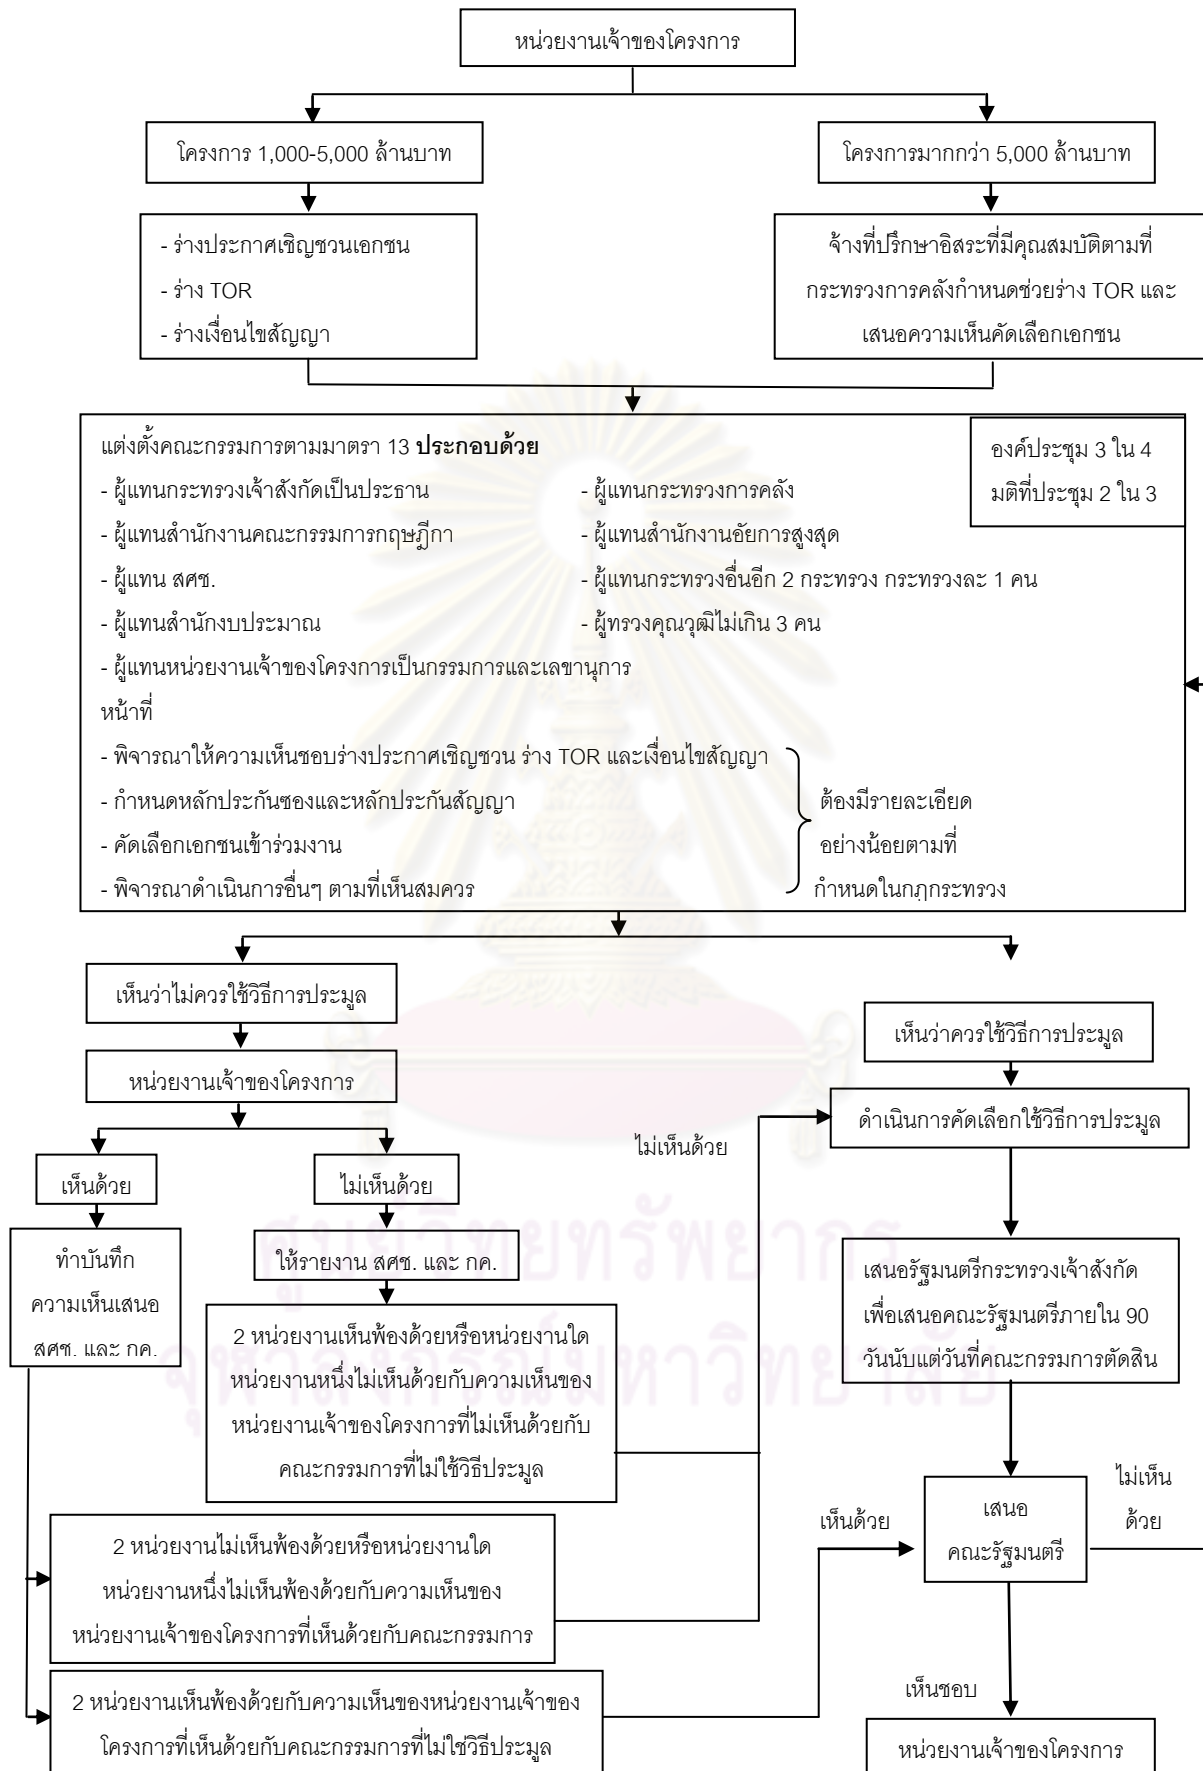 หน่วยงานเจ้าของโครงการ
โครงการ 1,000-5,000 ล้านบาท
โครงการมากกว่า 5,000 ล้านบาท
- ร่างประกาศเชิญชวนเอกชน
- ร่าง TOR
- ร่างเงื่อนไขสัญญา
จ้างที่ปรึกษาอิสระที่มีคุณสมบัติตามที่
กระทรวงการคลังกำหนดช่วยร่าง TOR และ
เสนอความเห็นคัดเลือกเอกชน
แต่งตั้งคณะกรรมการตามมาตรา 13 ประกอบด้วย
องค์ประชุม 3 ใน 4
มติที่ประชุม 2 ใน 3
- ผู้แทนกระทรวงเจ้าสังกัดเป็นประธาน
- ผู้แทนกระทรวงการคลัง
- ผู้แทนสำนักงานคณะกรรมการกฤษฎีกา
- ผู้แทนสำนักงานอัยการสูงสุด
- ผู้แทน สศช.
- ผู้แทนกระทรวงอื่นอีก 2 กระทรวง กระทรวงละ 1 คน
- ผู้แทนสำนักงบประมาณ
- ผู้ทรวงคุณวุฒิไม่เกิน 3 คน
- ผู้แทนหน่วยงานเจ้าของโครงการเป็นกรรมการและเลขานุการ
หน้าที่
- พิจารณาให้ความเห็นชอบร่างประกาศเชิญชวน ร่าง TOR และเงื่อนไขสัญญา
- กำหนดหลักประกันซองและหลักประกันสัญญา
- คัดเลือกเอกชนเข้าร่วมงาน
- พิจารณาดำเนินการอื่นๆ ตามที่เห็นสมควร
ต้องมีรายละเอียด
อย่างน้อยตามที่
กำหนดในกฎกระทรวง
เห็นว่าไม่ควรใช้วิธีการประมูล
เห็นว่าควรใช้วิธีการประมูล
หน่วยงานเจ้าของโครงการ
ดำเนินการคัดเลือกใช้วิธีการประมูล
ไม่เห็นด้วย
เห็นด้วย
ไม่เห็นด้วย
ทำบันทึก
ความเห็นเสนอ
สศช. และ กค.
ให้รายงาน สศช. และ กค.
2 หน่วยงานเห็นพ้องด้วยหรือหน่วยงานใด
หน่วยงานหนึ่งไม่เห็นด้วยกับความเห็นของ
หน่วยงานเจ้าของโครงการที่ไม่เห็นด้วยกับ
คณะกรรมการที่ไม่ใช้วิธีประมูล
เสนอรัฐมนตรีกระทรวงเจ้าสังกัด
เพื่อเสนอคณะรัฐมนตรีภายใน 90
วันนับแต่วันที่คณะกรรมการตัดสิน
ศูนย์วิทยทรัพยากร
จุฬาลงกรณ์มหาวิทยาลัย
2 หน่วยงานไม่เห็นพ้องด้วยหรือหน่วยงานใด
หน่วยงานหนึ่งไม่เห็นพ้องด้วยกับความเห็นของ
หน่วยงานเจ้าของโครงการที่เห็นด้วยกับคณะกรรมการ
เห็นด้วย
เสนอ
คณะรัฐมนตรี
ไม่เห็น
ด้วย
2 หน่วยงานเห็นพ้องด้วยกับความเห็นของหน่วยงานเจ้าของ
โครงการที่เห็นด้วยกับคณะกรรมการที่ไม่ใช่วิธีประมูล
เห็นชอบ
หน่วยงานเจ้าของโครงการ